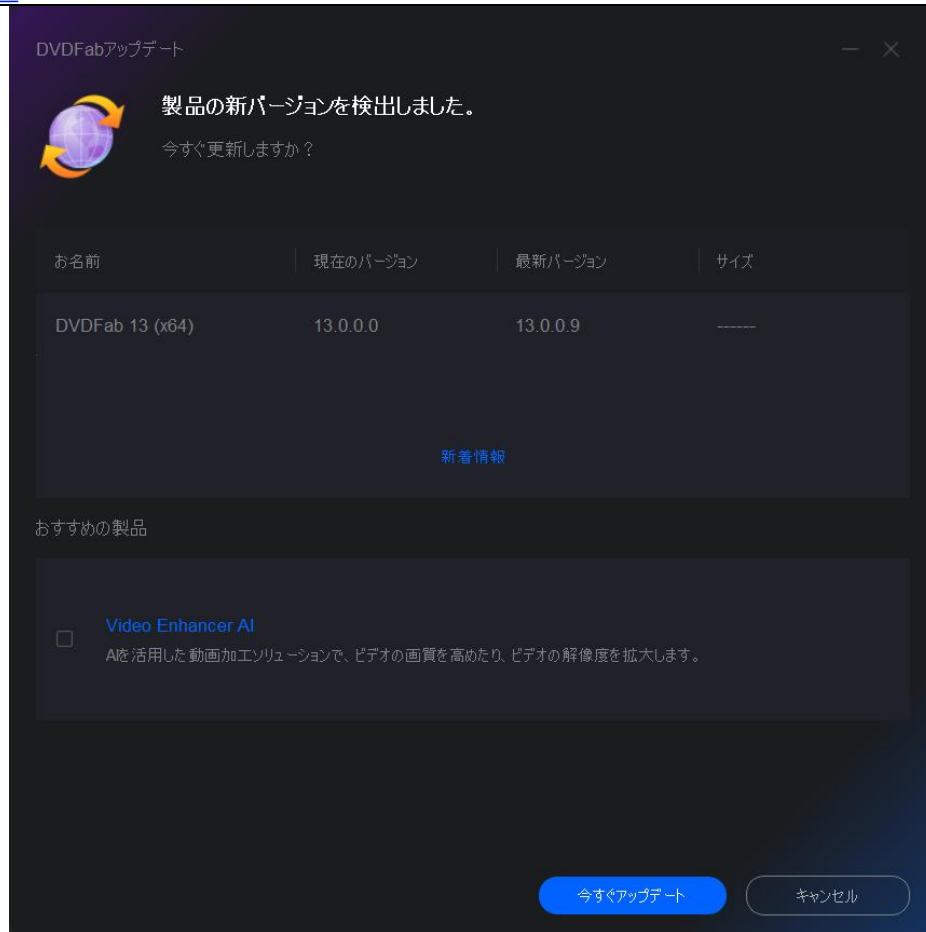 DVDFabアップデート
製品の新バージョンを検出しました。
今すぐ更新しますか？
お名前 現在のバージョン 最新バージョン サイズ
DVDFab 13 (x64) 13.0.0.0 13.0.0.9 ------
新着情報
おすすめの製品
Video Enhancer AI
AIを活用した動画加工ソリューションで、ビデオの画質を高めたり、ビデオの解像度を拡大します。
今すぐアップデート キャンセル